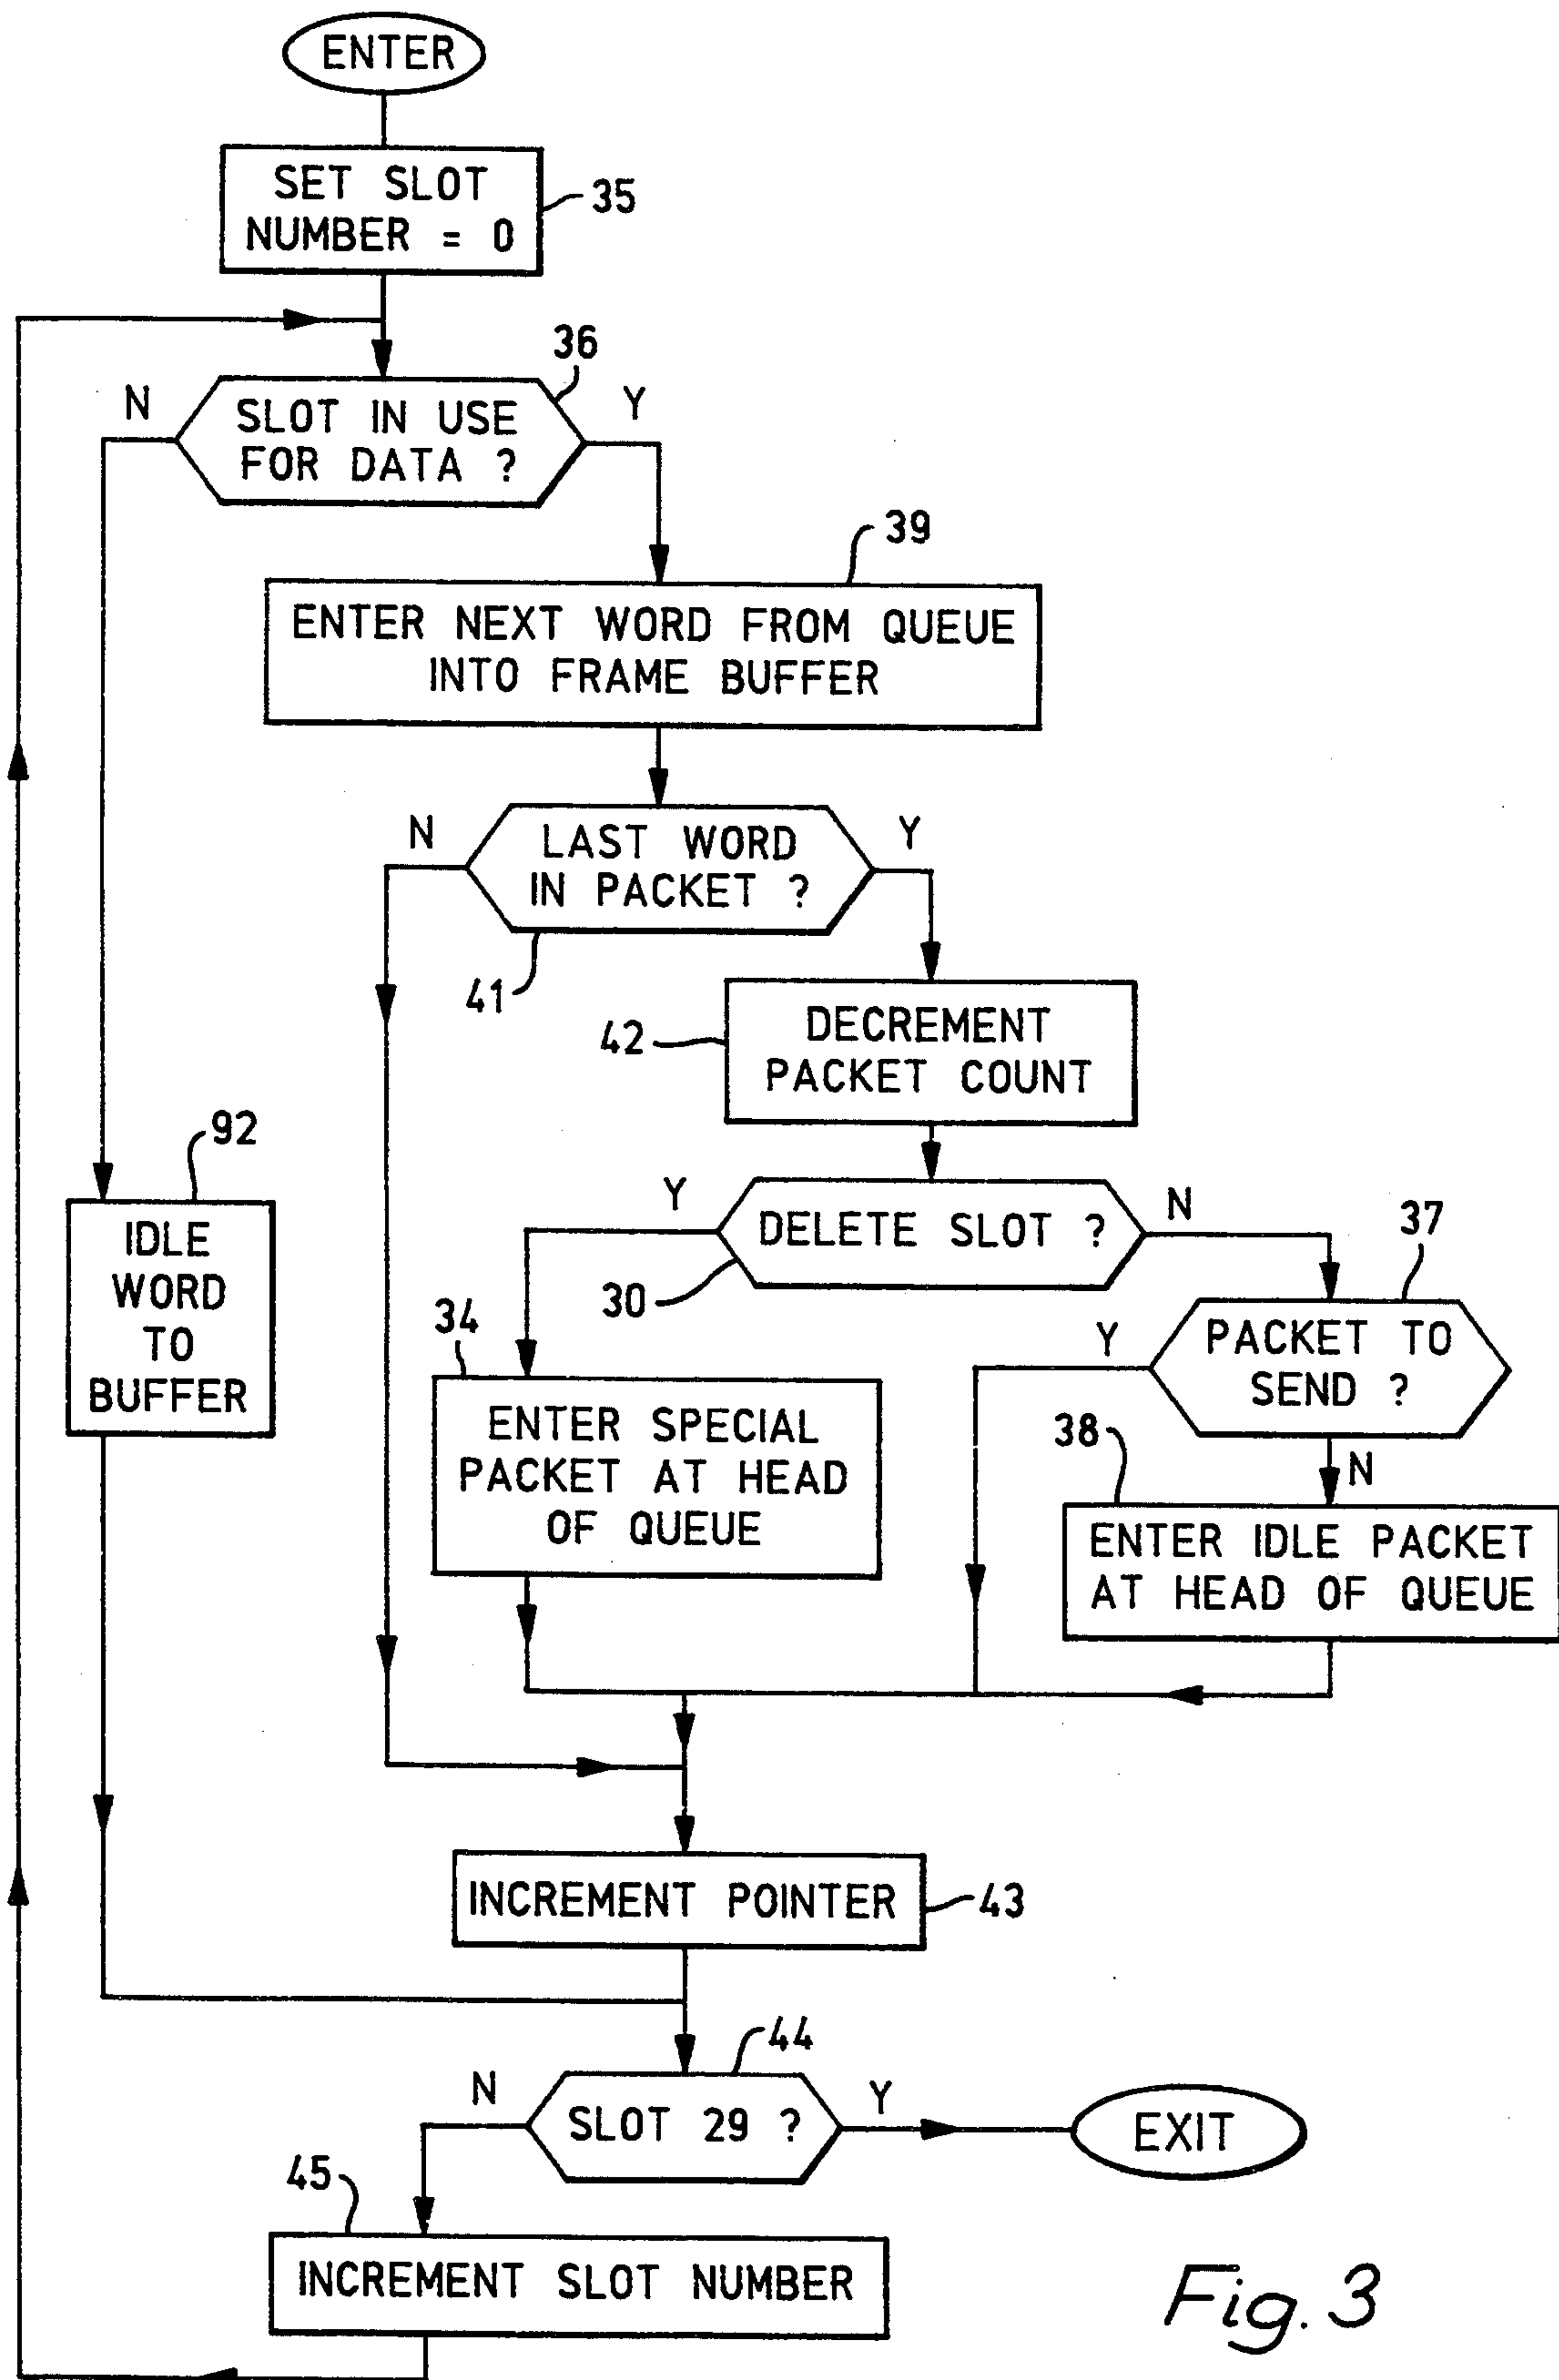 ENTER
SET SLOT
NUMBER = 0
35
36
N
Y
SLOT IN USE
FOR DATA ?
39
ENTER NEXT WORD FROM QUEUE
INTO FRAME BUFFER
N
Y
LAST WORD
IN PACKET ?
41
42
DECREMENT
PACKET COUNT
92
IDLE
WORD
TO
BUFFER
Y
N
DELETE SLOT ?
30
37
34
Y
PACKET TO
SEND ?
N
ENTER SPECIAL
PACKET AT HEAD
OF QUEUE
38
ENTER IDLE PACKET
AT HEAD OF QUEUE
INCREMENT POINTER
43
44
N
Y
SLOT 29 ?
EXIT
45
INCREMENT SLOT NUMBER
Fig. 3